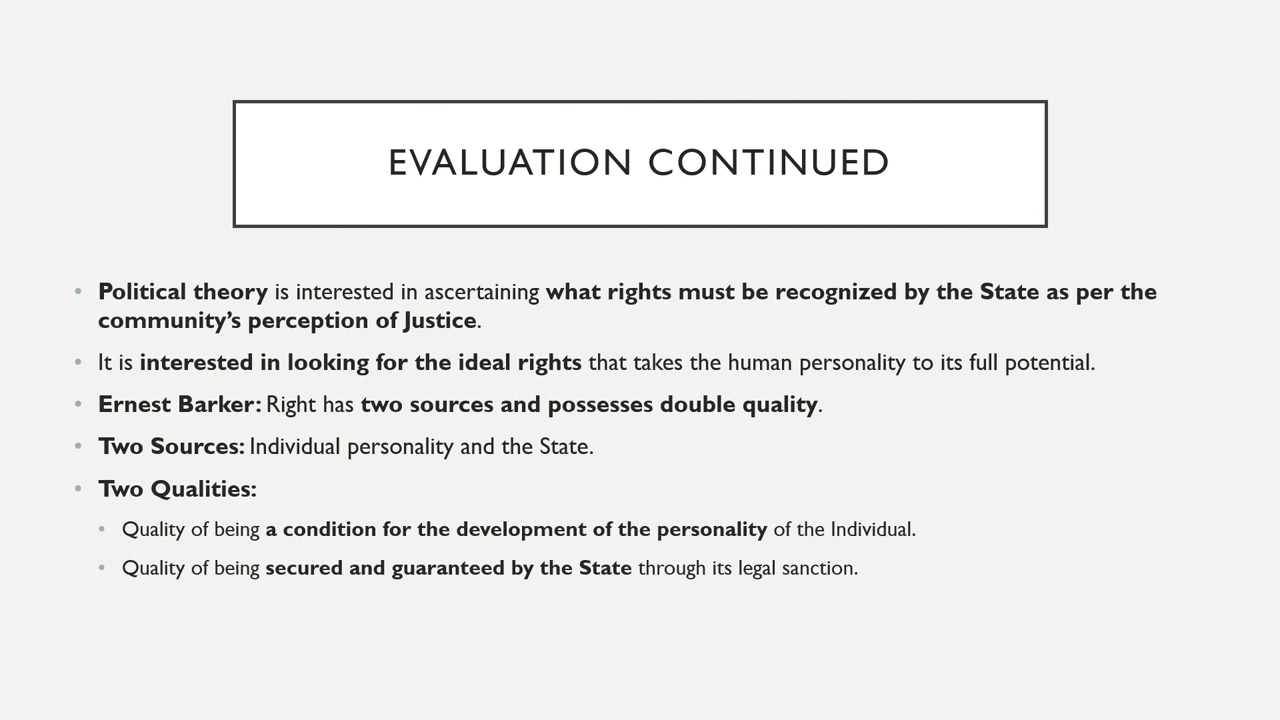 EVALUATION CONTINUED
• Political theory is interested in ascertaining what rights must be recognized by the State as per the
community’s perception of Justice.
• It is interested in looking for the ideal rights that takes the human personality to its full potential.
• Ernest Barker: Right has two sources and possesses double quality.
• Two Sources: Individual personality and the State.
• Two Qualities:
• Quality of being a condition for the development of the personality of the Individual.
• Quality of being secured and guaranteed by the State through its legal sanction.